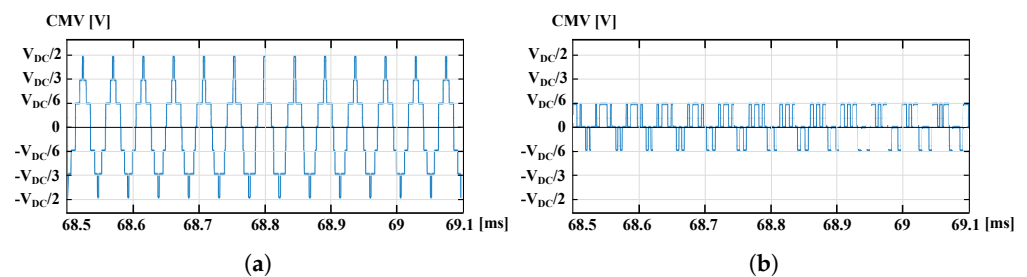 CMV [V]
V_DC/2
V_DC/3
V_DC/6
0
-V_DC/6
-V_DC/3
-V_DC/2
68.5 68.6 68.7 68.8 68.9 69 69.1 [ms]
(a)
CMV [V]
V_DC/2
V_DC/3
V_DC/6
0
-V_DC/6
-V_DC/3
-V_DC/2
68.5 68.6 68.7 68.8 68.9 69 69.1 [ms]
(b)